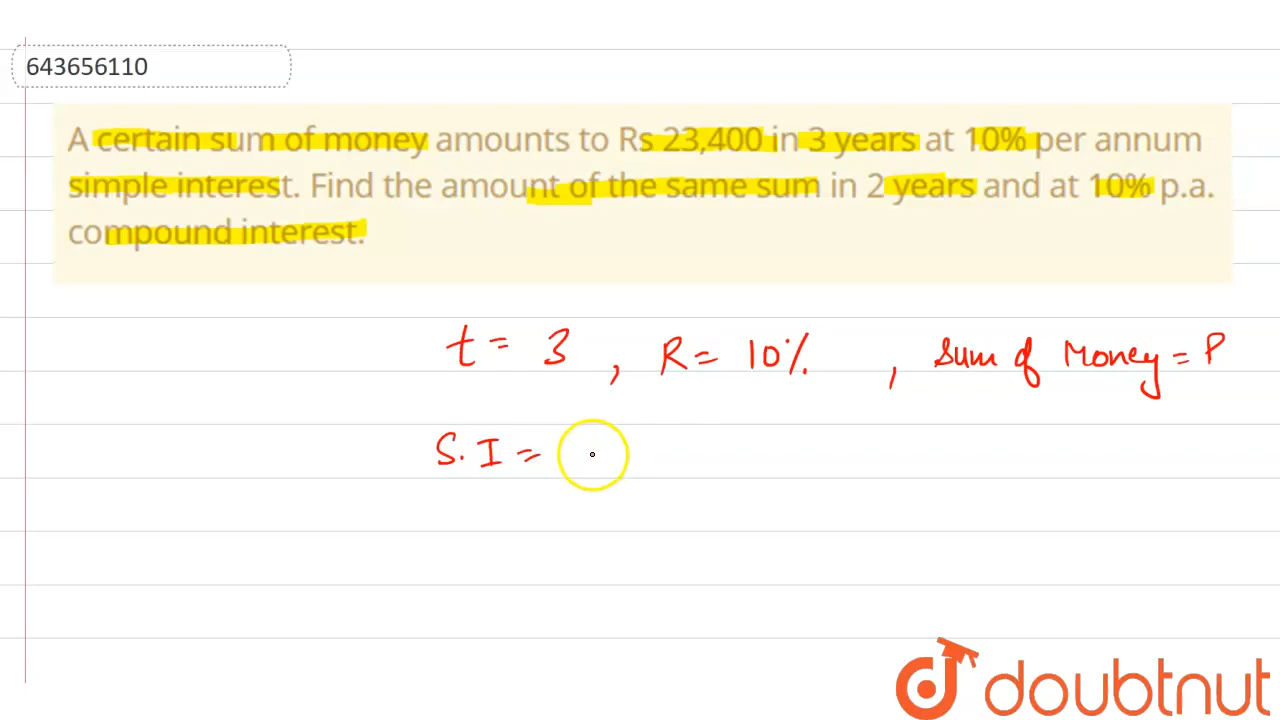 643656110
A certain sum of money amounts to Rs 23,400 in 3 years at 10% per annum
simple interest. Find the amount of the same sum in 2 years and at 10% p.a.
compound interest.
t = 3 , R = 10% , Sum of Money = P
S.I =
doubtnut